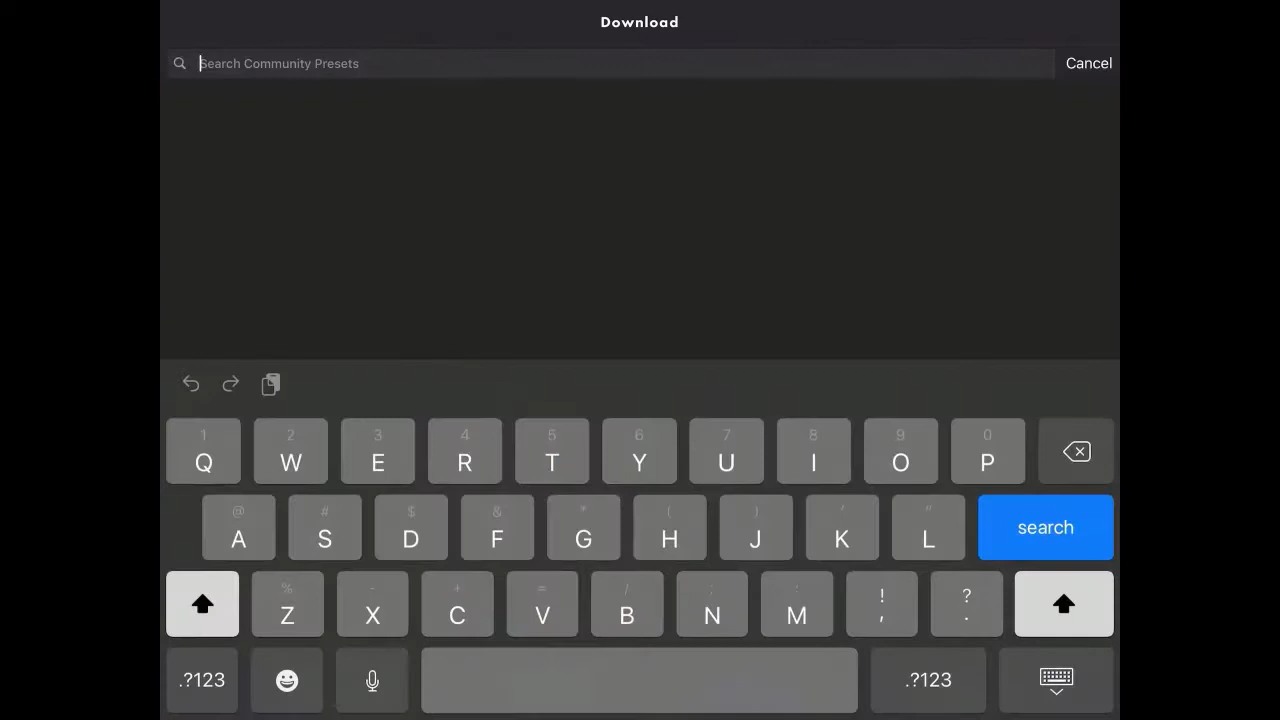 Download
Search Community Presets
Cancel
1 2 3 4 5 6 7 8 9 0
Q W E R T Y U I O P
@ # $ & * ( ) ' "
A S D F G H J K L search
% - + = / ; : ! ?
Z X C V B N M , .
.?123 .?123